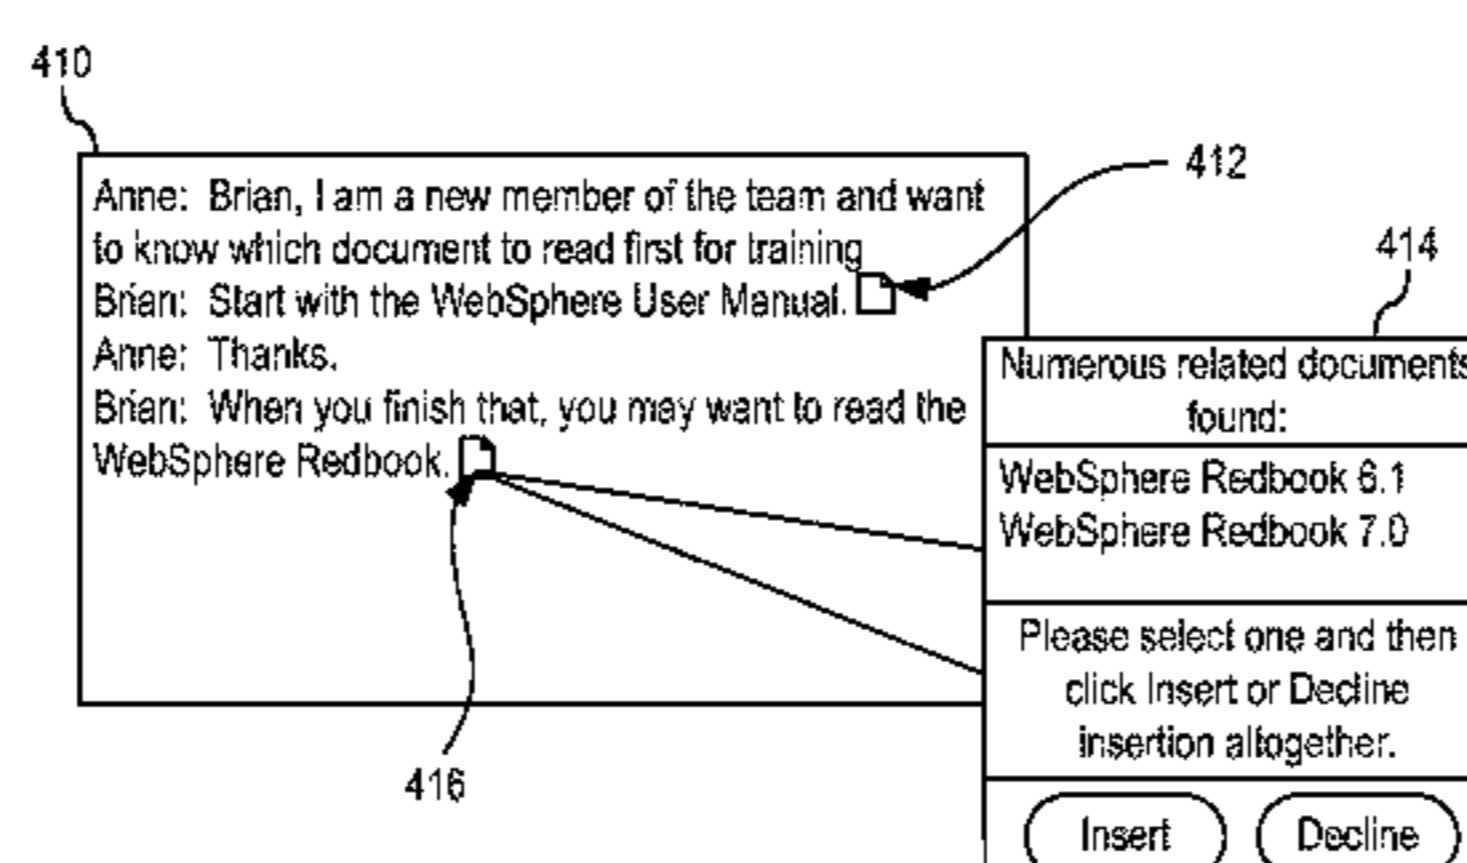 410
412
Anne: Brian, I am a new member of the team and want
to know which document to read first for training
Brian: Start with the WebSphere User Manual.
Anne: Thanks.
Brian: When you finish that, you may want to read the
WebSphere Redbook.
416
414
Numerous related documents
found:
WebSphere Redbook 6.1
WebSphere Redbook 7.0
Please select one and then
click Insert or Decline
insertion altogether.
Insert Decline